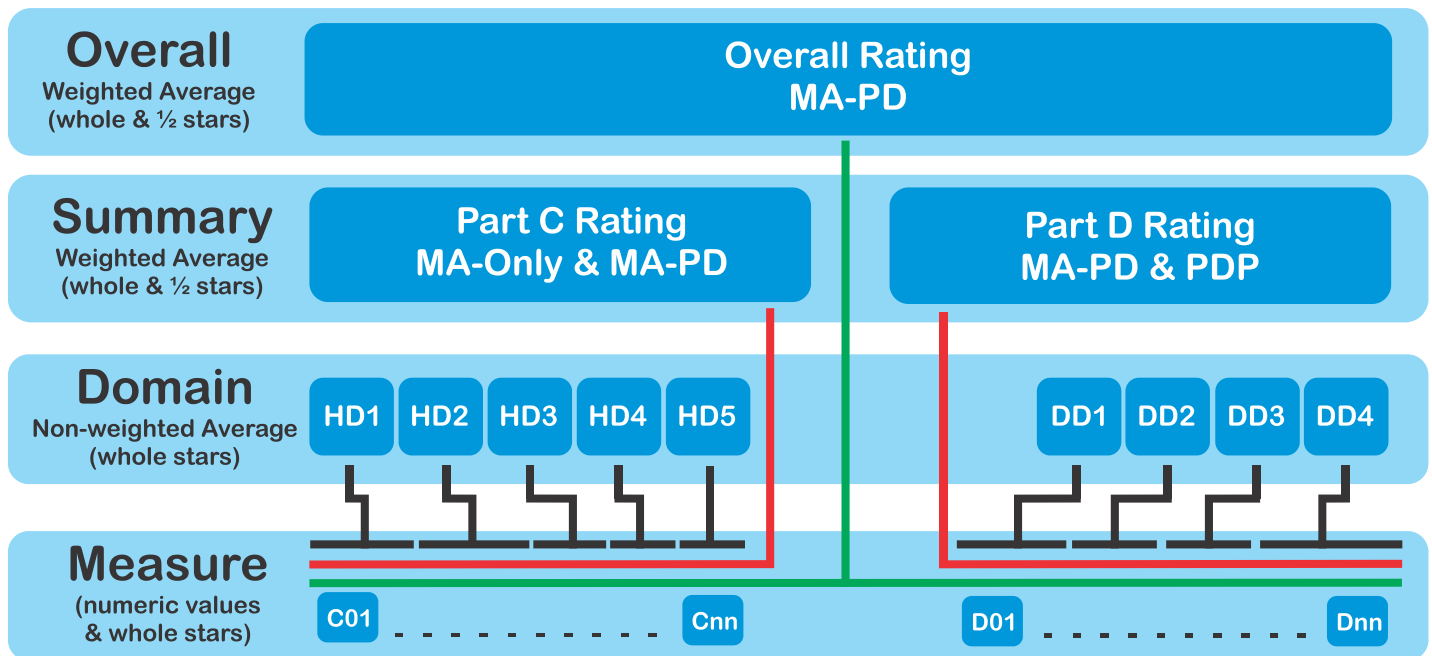 Overall
Weighted Average
(whole & ½ stars)
Overall Rating
MA-PD
Summary
Weighted Average
(whole & ½ stars)
Part C Rating
MA-Only & MA-PD
Part D Rating
MA-PD & PDP
Domain
Non-weighted Average
(whole stars)
HD1 HD2 HD3 HD4 HD5 DD1 DD2 DD3 DD4
Measure
(numeric values
& whole stars)
C01 Cnn D01 Dnn